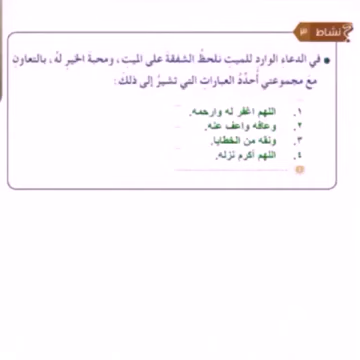 نشاط ٣
في الدعاء الوارد للميت نلحظُ الشفقة على الميت، ومحبة الخير لهُ، بالتعاون
مع مجموعتي أُحدِّدُ العباراتِ التي تشيرُ إلى ذلكَ:
١. اللهم اغفر له وارحمه.
٢. وعافه واعف عنه.
٣. ونقه من الخطايا.
٤. اللهم أكرم نزله.